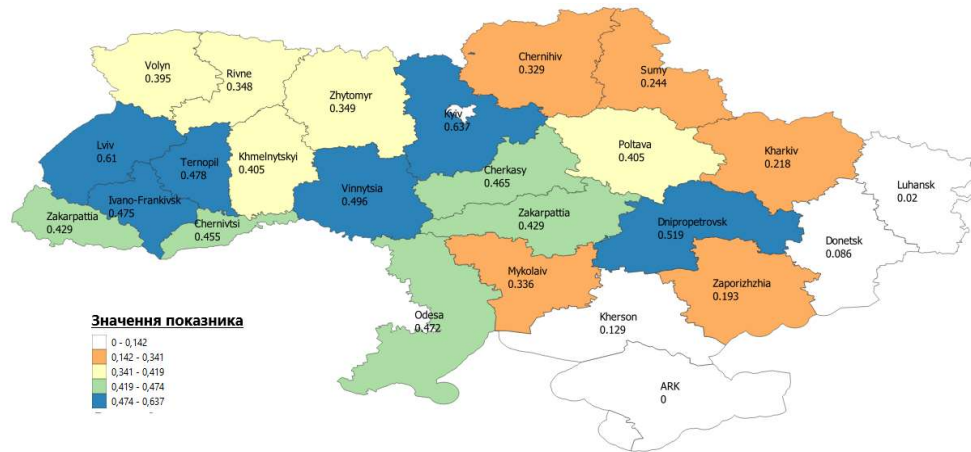 Volyn
0.395
Rivne
0.348
Zhytomyr
0.349
Kyiv
0.637
Chernihiv
0.329
Sumy
0.244
Lviv
0.61
Ternopil
0.478
Khmelnytskyi
0.405
Vinnytsia
0.496
Cherkasy
0.465
Poltava
0.405
Kharkiv
0.218
Luhansk
0.02
Ivano-Frankivsk
0.475
Zakarpattia
0.429
Chernivtsi
0.455
Zakarpattia
0.429
Dnipropetrovsk
0.519
Donetsk
0.086
Mykolaiv
0.336
Zaporizhzhia
0.193
Odesa
0.472
Kherson
0.129
ARK
0
Значення показника
0 - 0,142
0,142 - 0,341
0,341 - 0,419
0,419 - 0,474
0,474 - 0,637